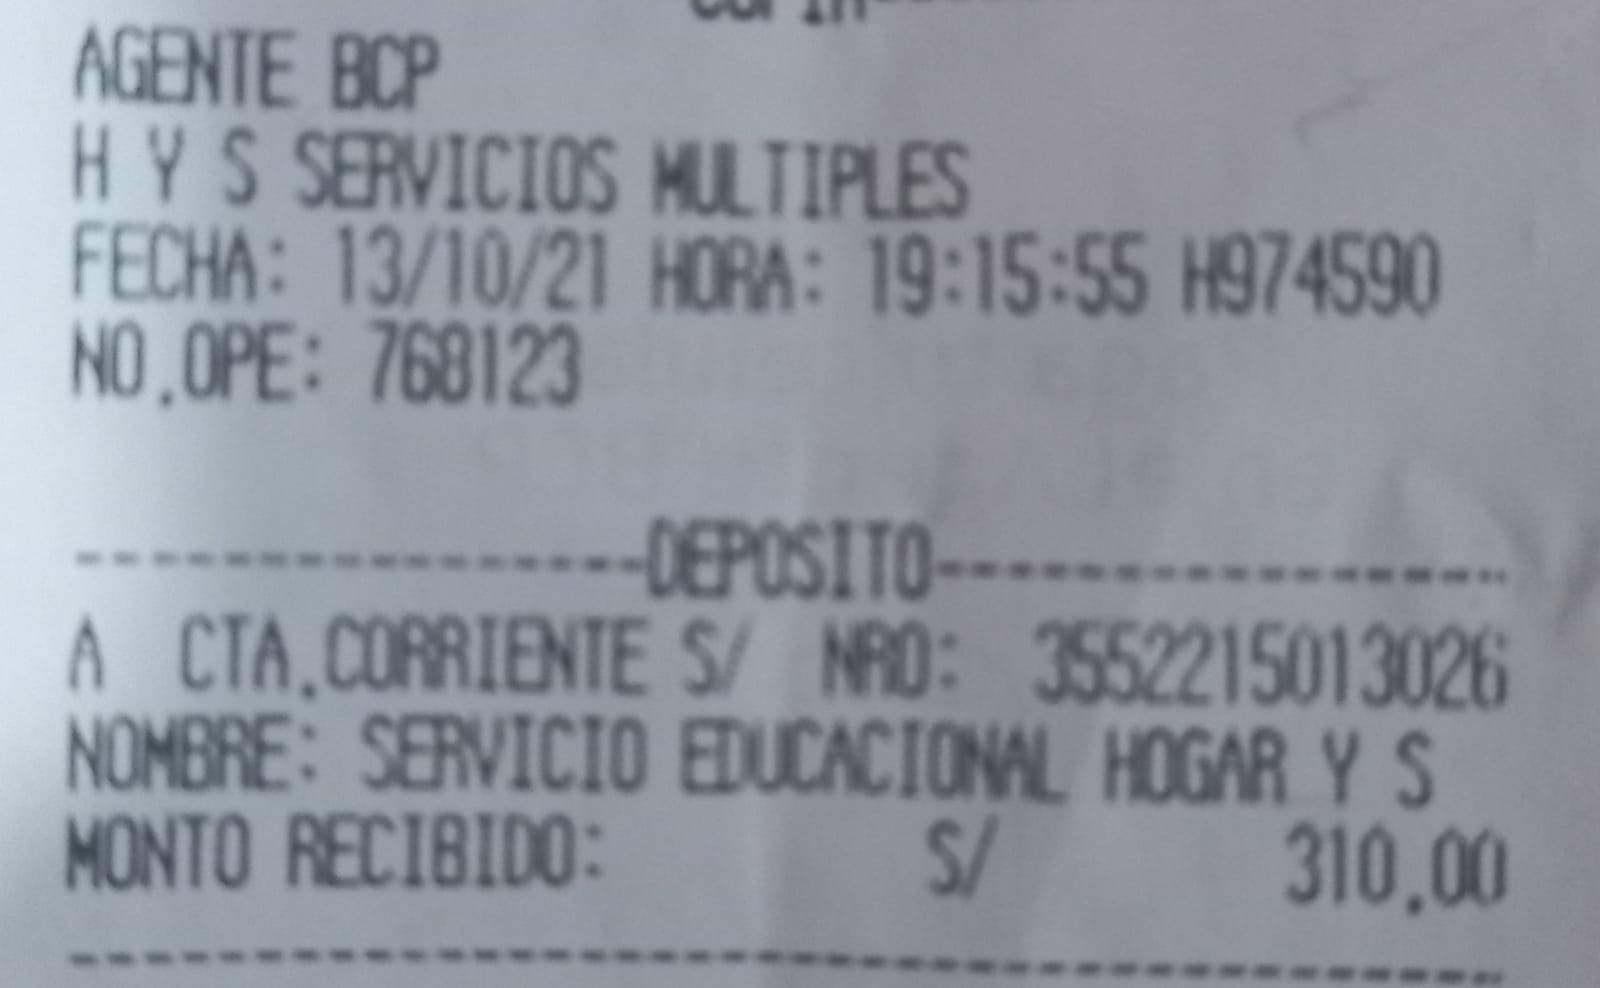 AGENTE BCP
H Y S SERVICIOS MULTIPLES
FECHA: 13/10/21 HORA: 19:15:55 H974590
NO.OPE: 768123
------------------DEPOSITO------------------
A CTA.CORRIENTE S/ NRO: 3552215013026
NOMBRE: SERVICIO EDUCACIONAL HOGAR Y S
MONTO RECIBIDO: S/ 310.00